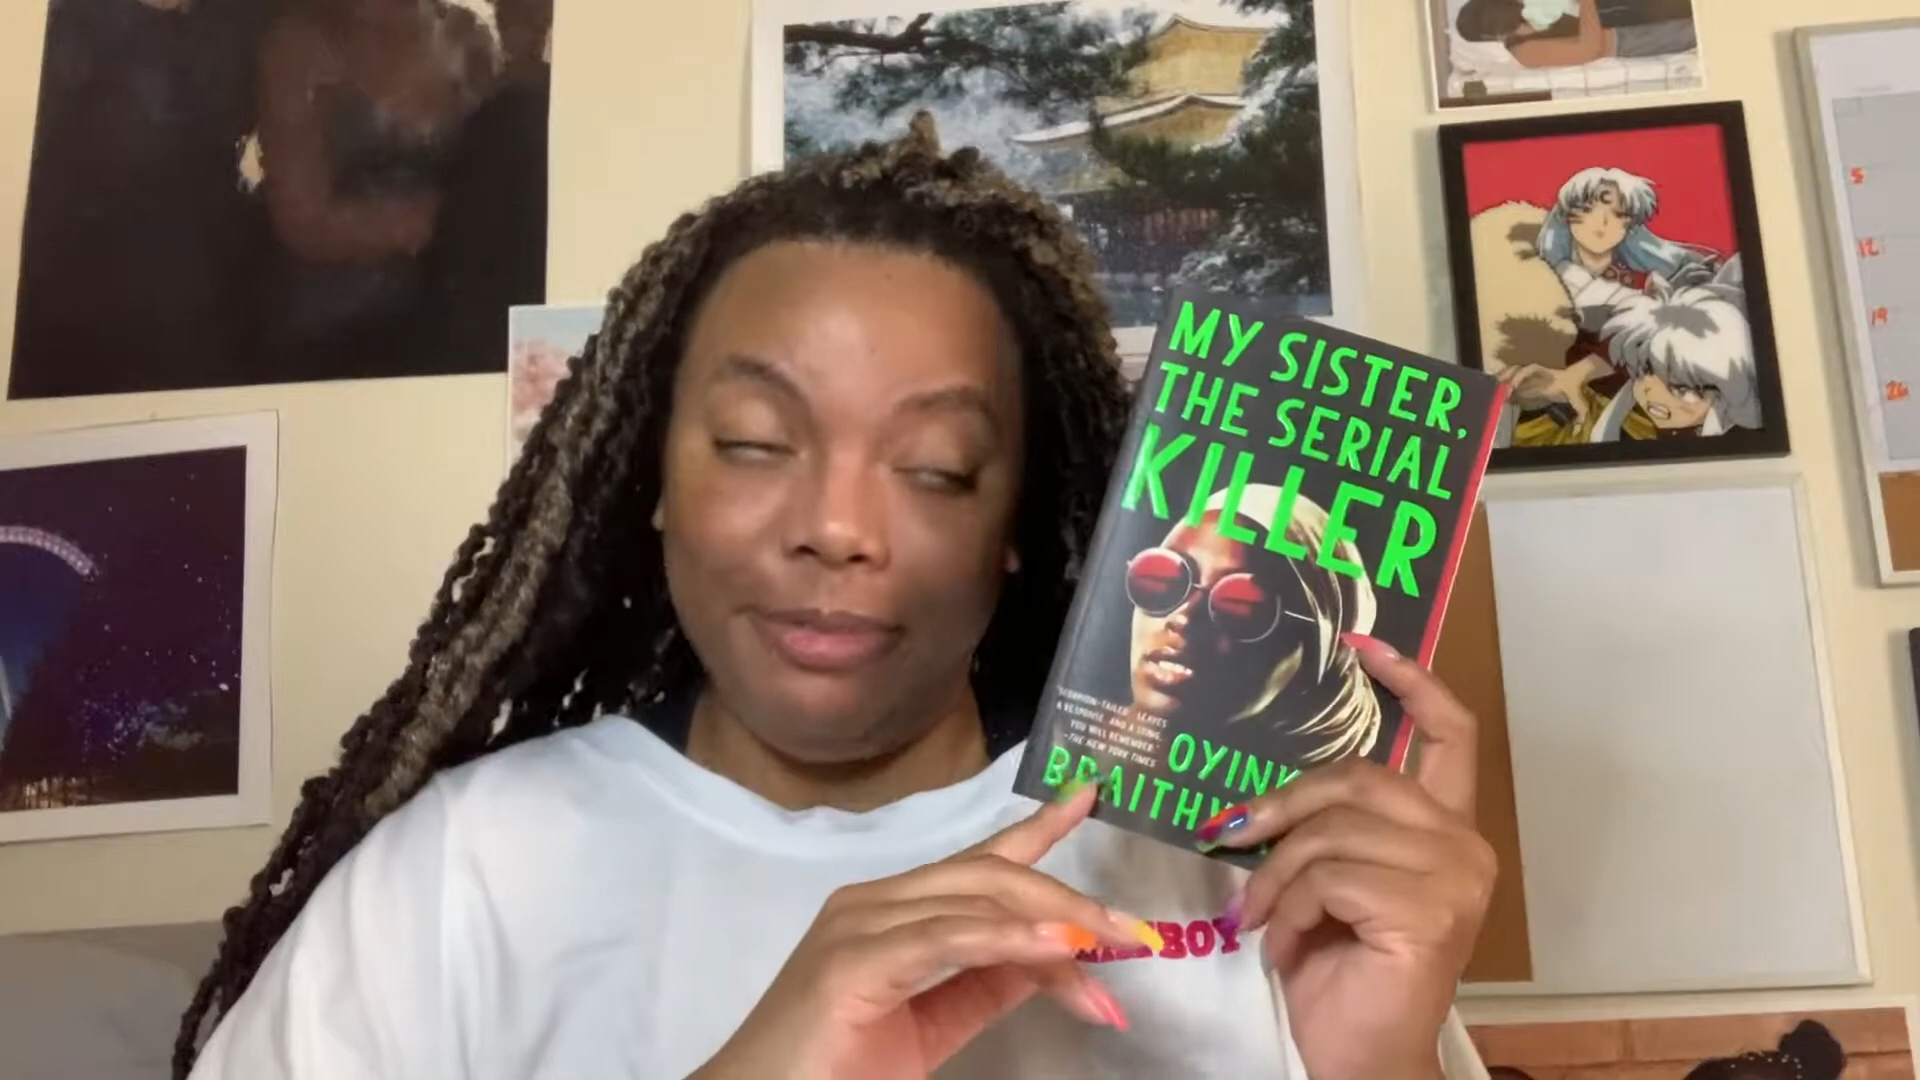 MY SISTER,
THE SERIAL
KILLER
"SCORPION-TAILED... LEAVES
A RESPONSE, AND A STING,
YOU WILL REMEMBER."
—THE NEW YORK TIMES
OYINK
BRAITHW
BOY
5
12
19
26